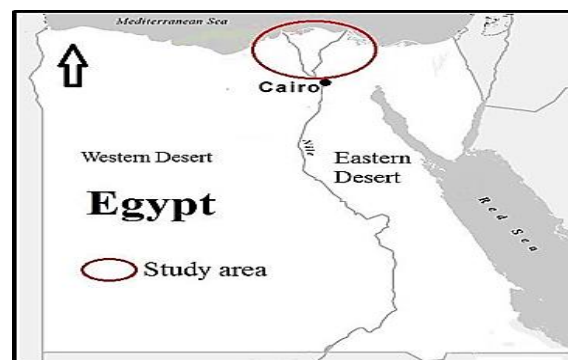 Mediterranean Sea
Cairo
Nile
Western Desert
Eastern
Desert
Egypt
Red Sea
Study area